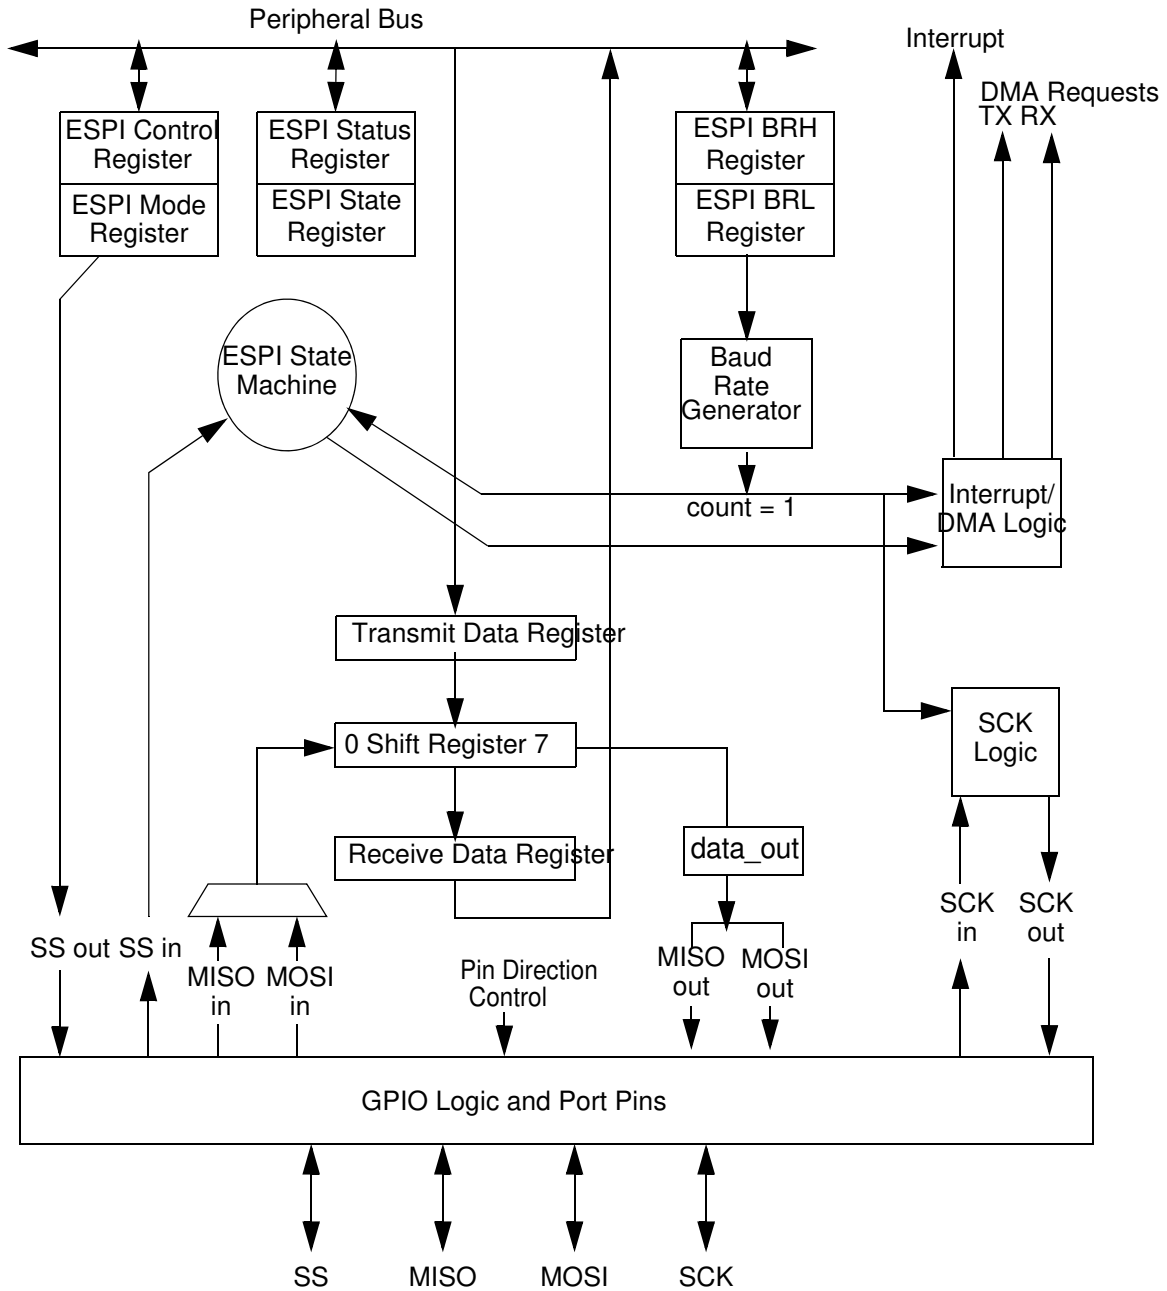 Peripheral Bus
Interrupt
DMA Requests
TX RX
ESPI Control
Register
ESPI Mode
Register
ESPI Status
Register
ESPI State
Register
ESPI BRH
Register
ESPI BRL
Register
ESPI State
Machine
Baud
Rate
Generator
count = 1
Interrupt/
DMA Logic
Transmit Data Register
0 Shift Register 7
Receive Data Register
data_out
SCK
Logic
SS out
SS in
MISO
in
MOSI
in
Pin Direction
Control
MISO
out
MOSI
out
SCK
in
SCK
out
GPIO Logic and Port Pins
SS
MISO
MOSI
SCK